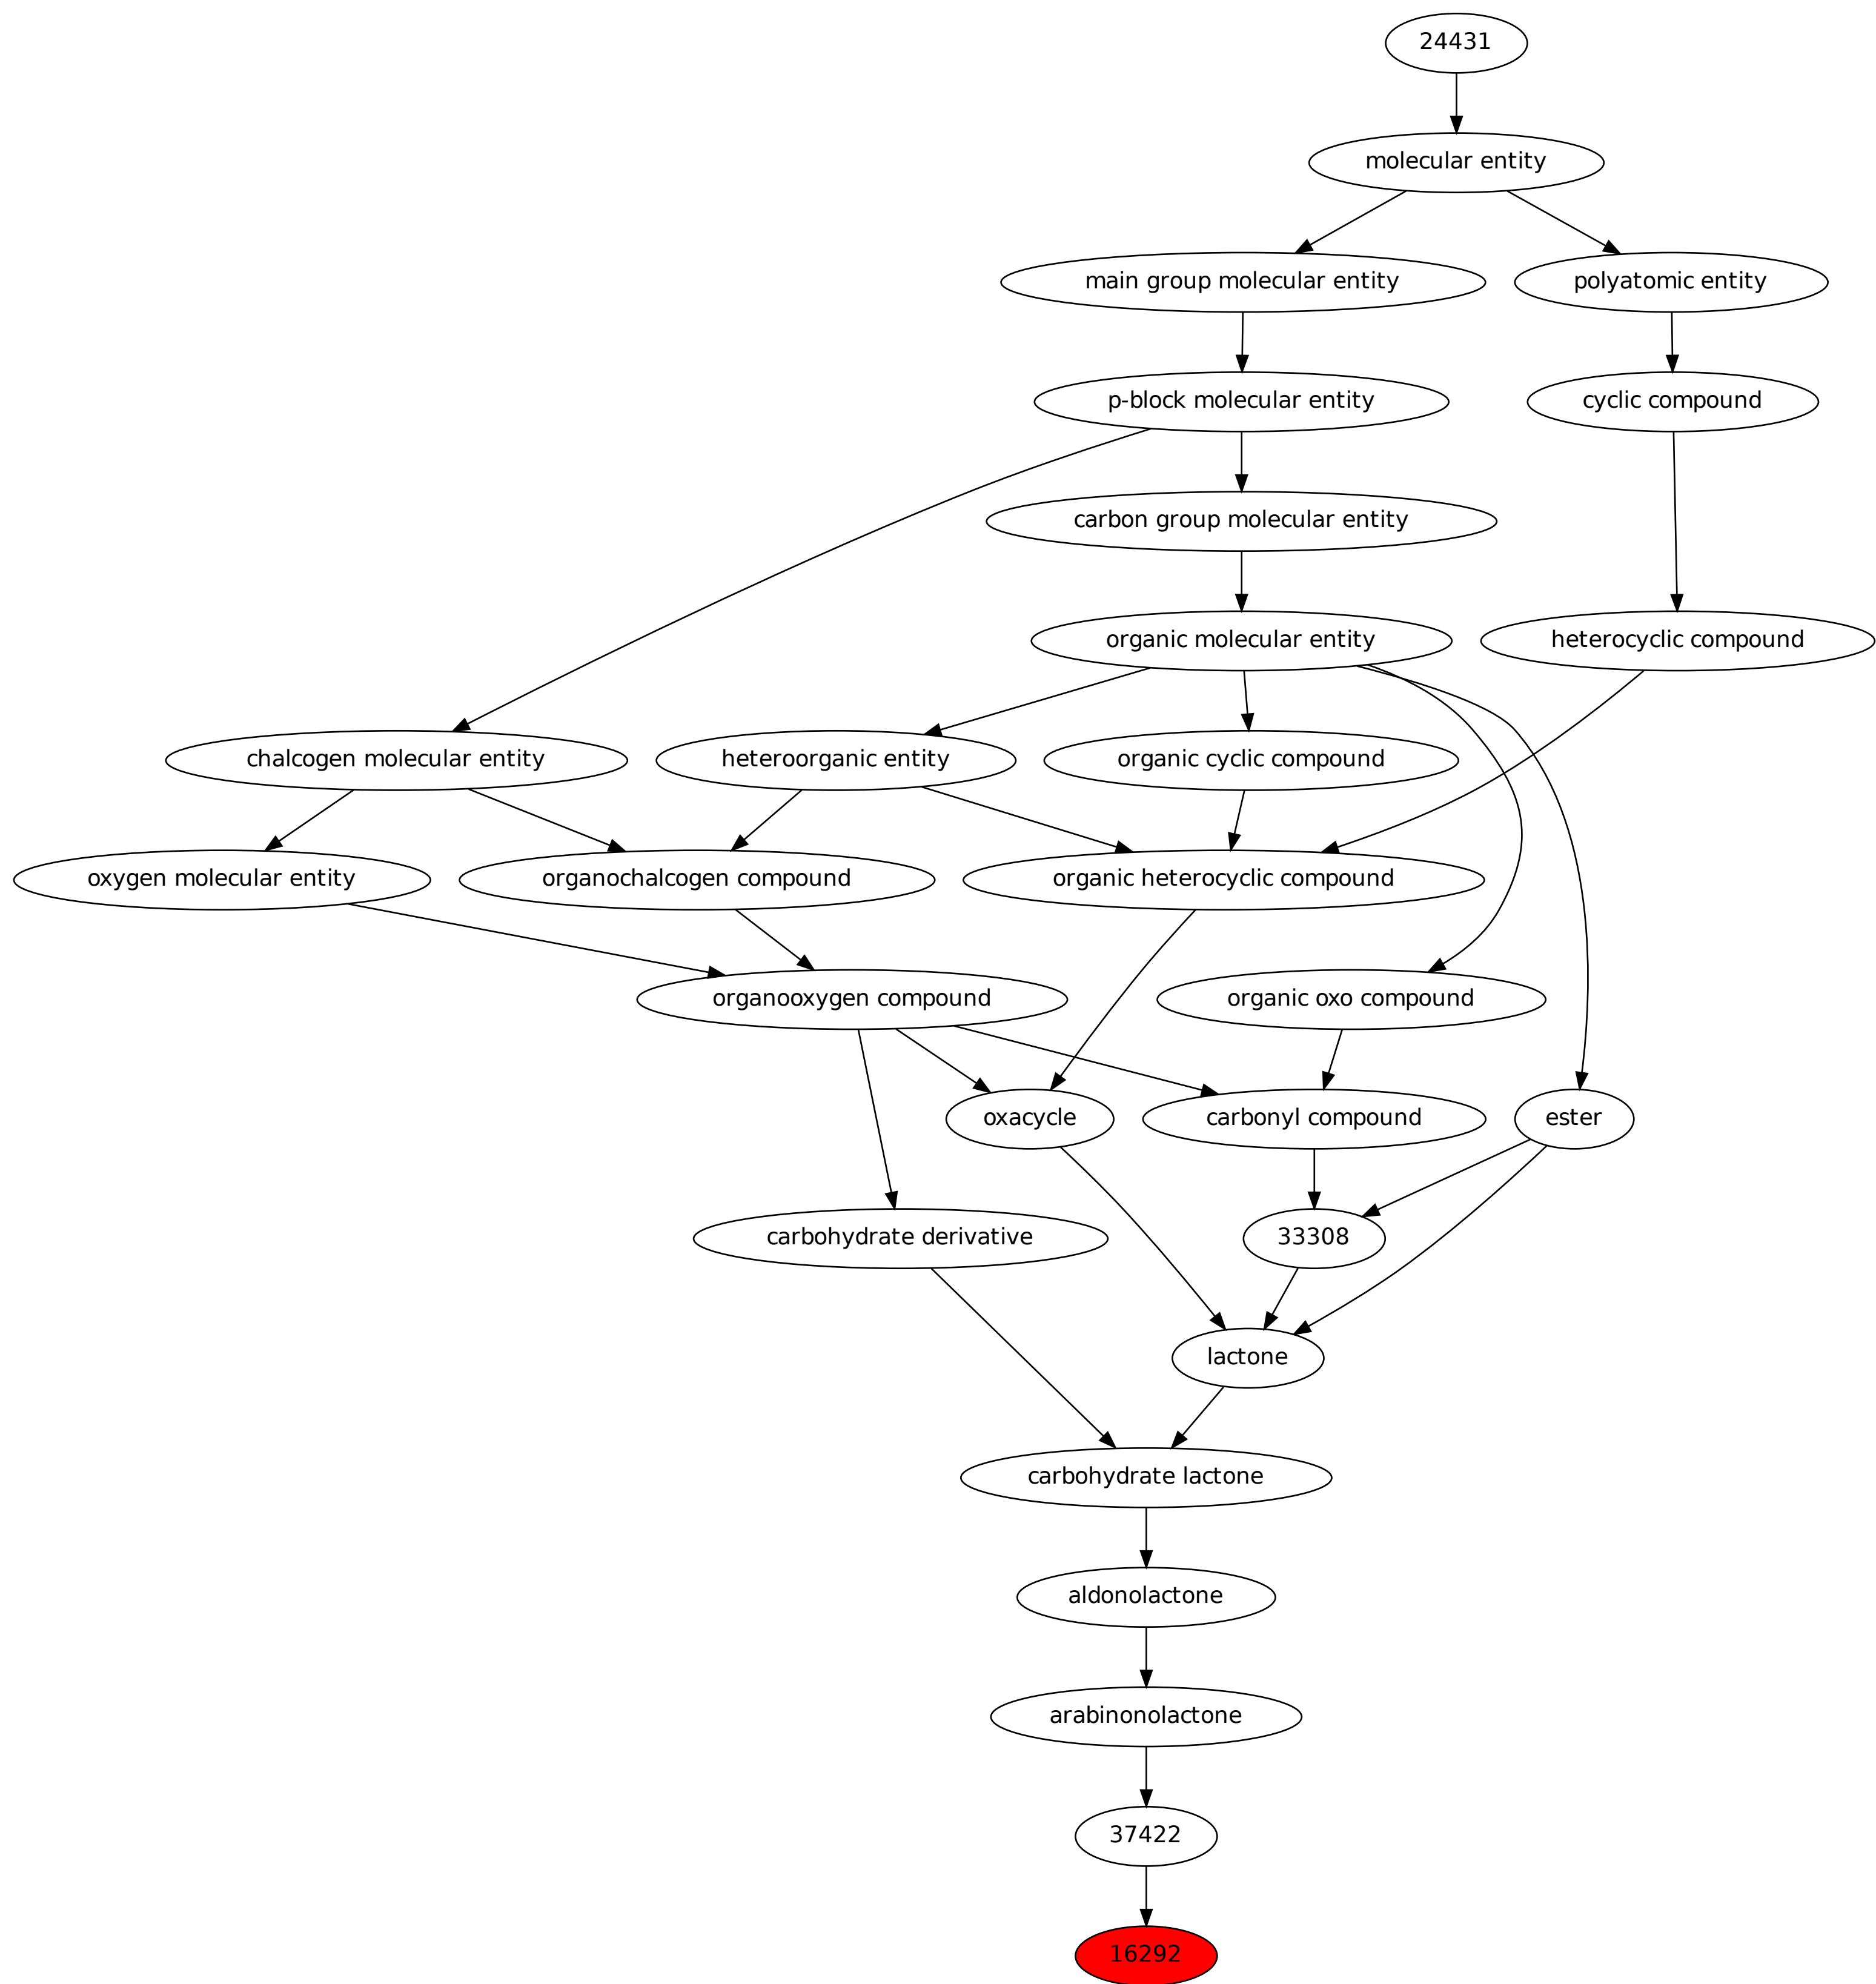 24431
molecular entity
main group molecular entity
polyatomic entity
p-block molecular entity
cyclic compound
carbon group molecular entity
organic molecular entity
heterocyclic compound
chalcogen molecular entity
heteroorganic entity
organic cyclic compound
oxygen molecular entity
organochalcogen compound
organic heterocyclic compound
organooxygen compound
organic oxo compound
oxacycle
carbonyl compound
ester
carbohydrate derivative
33308
lactone
carbohydrate lactone
aldonolactone
arabinonolactone
37422
16292